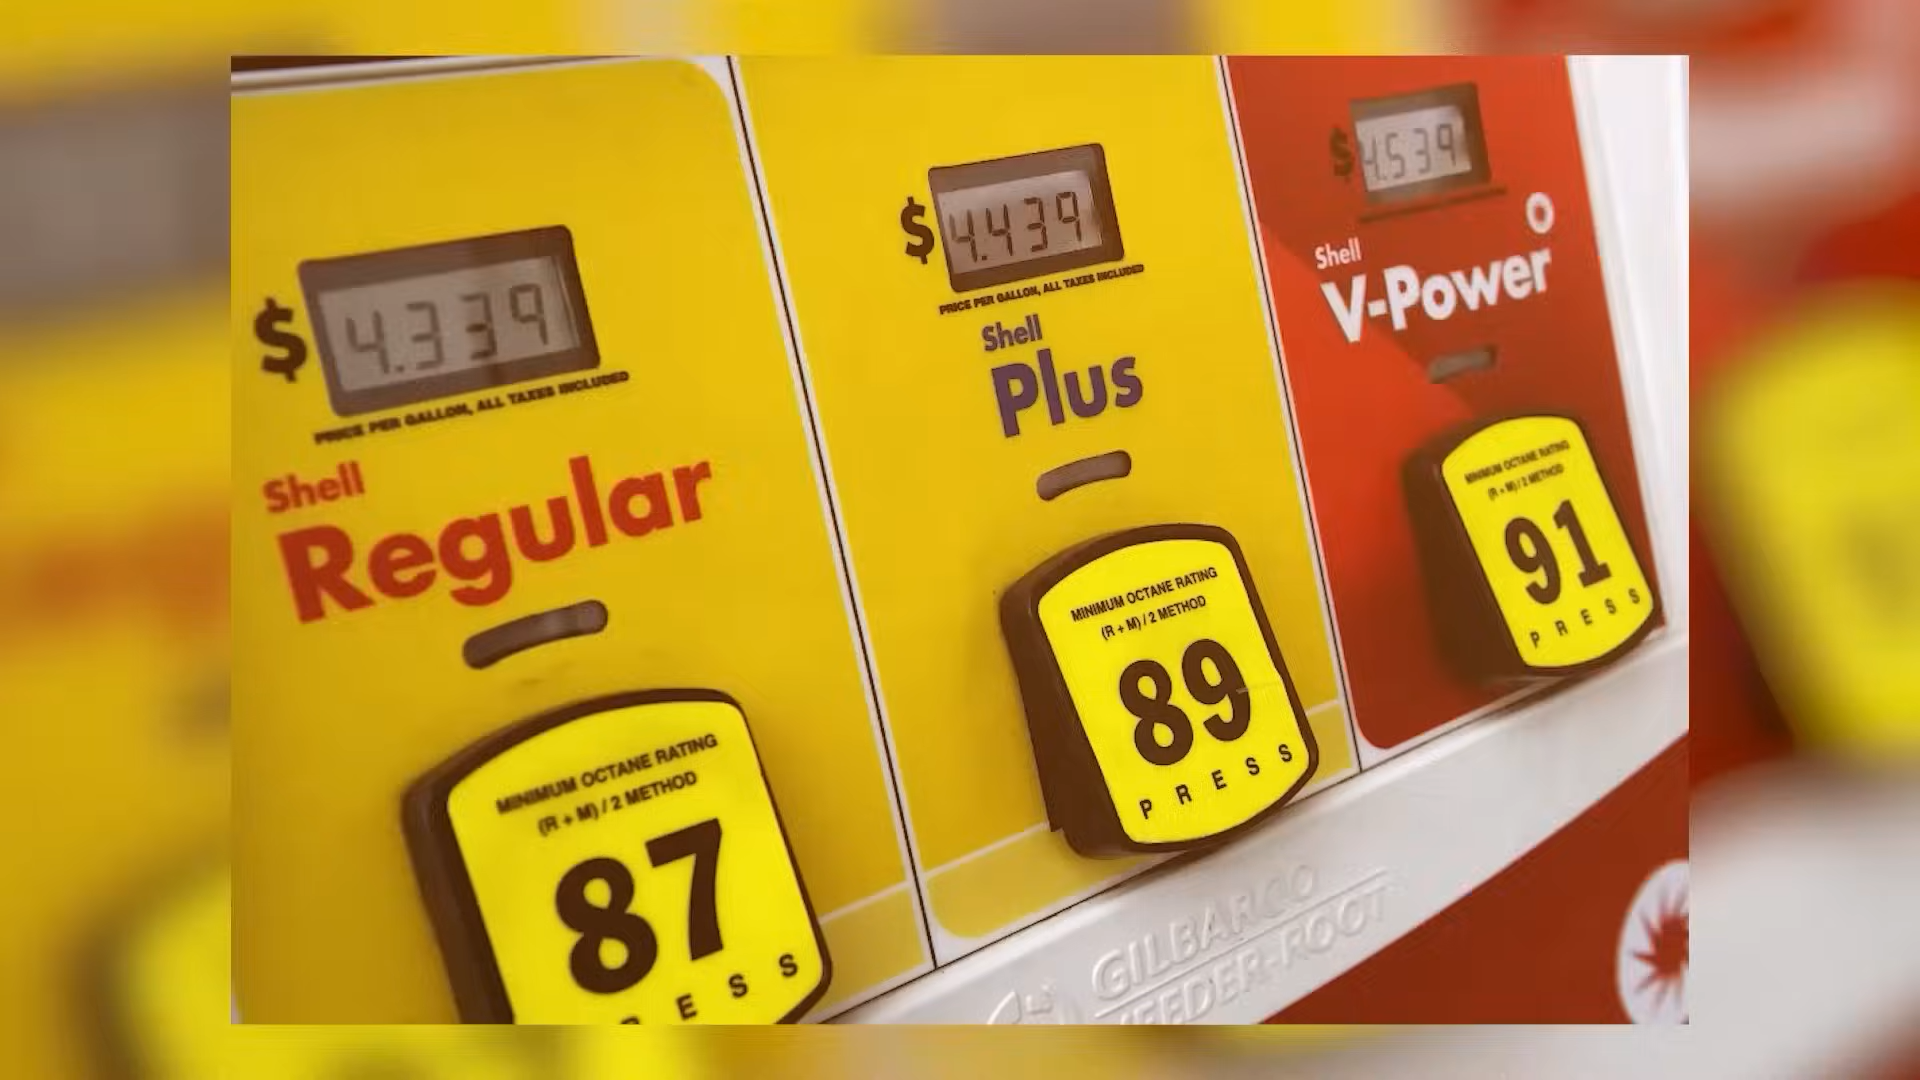 $ 4.339
PRICE PER GALLON, ALL TAXES INCLUDED
Shell
Regular
MINIMUM OCTANE RATING
(R + M) / 2 METHOD
87
RESS
$ 4.439
PRICE PER GALLON, ALL TAXES INCLUDED
Shell
Plus
MINIMUM OCTANE RATING
(R + M) / 2 METHOD
89
PRESS
$ 4.539
Shell
V-Power
MINIMUM OCTANE RATING
(R + M) / 2 METHOD
91
PRESS
GILBARCO
VEEDER-ROOT